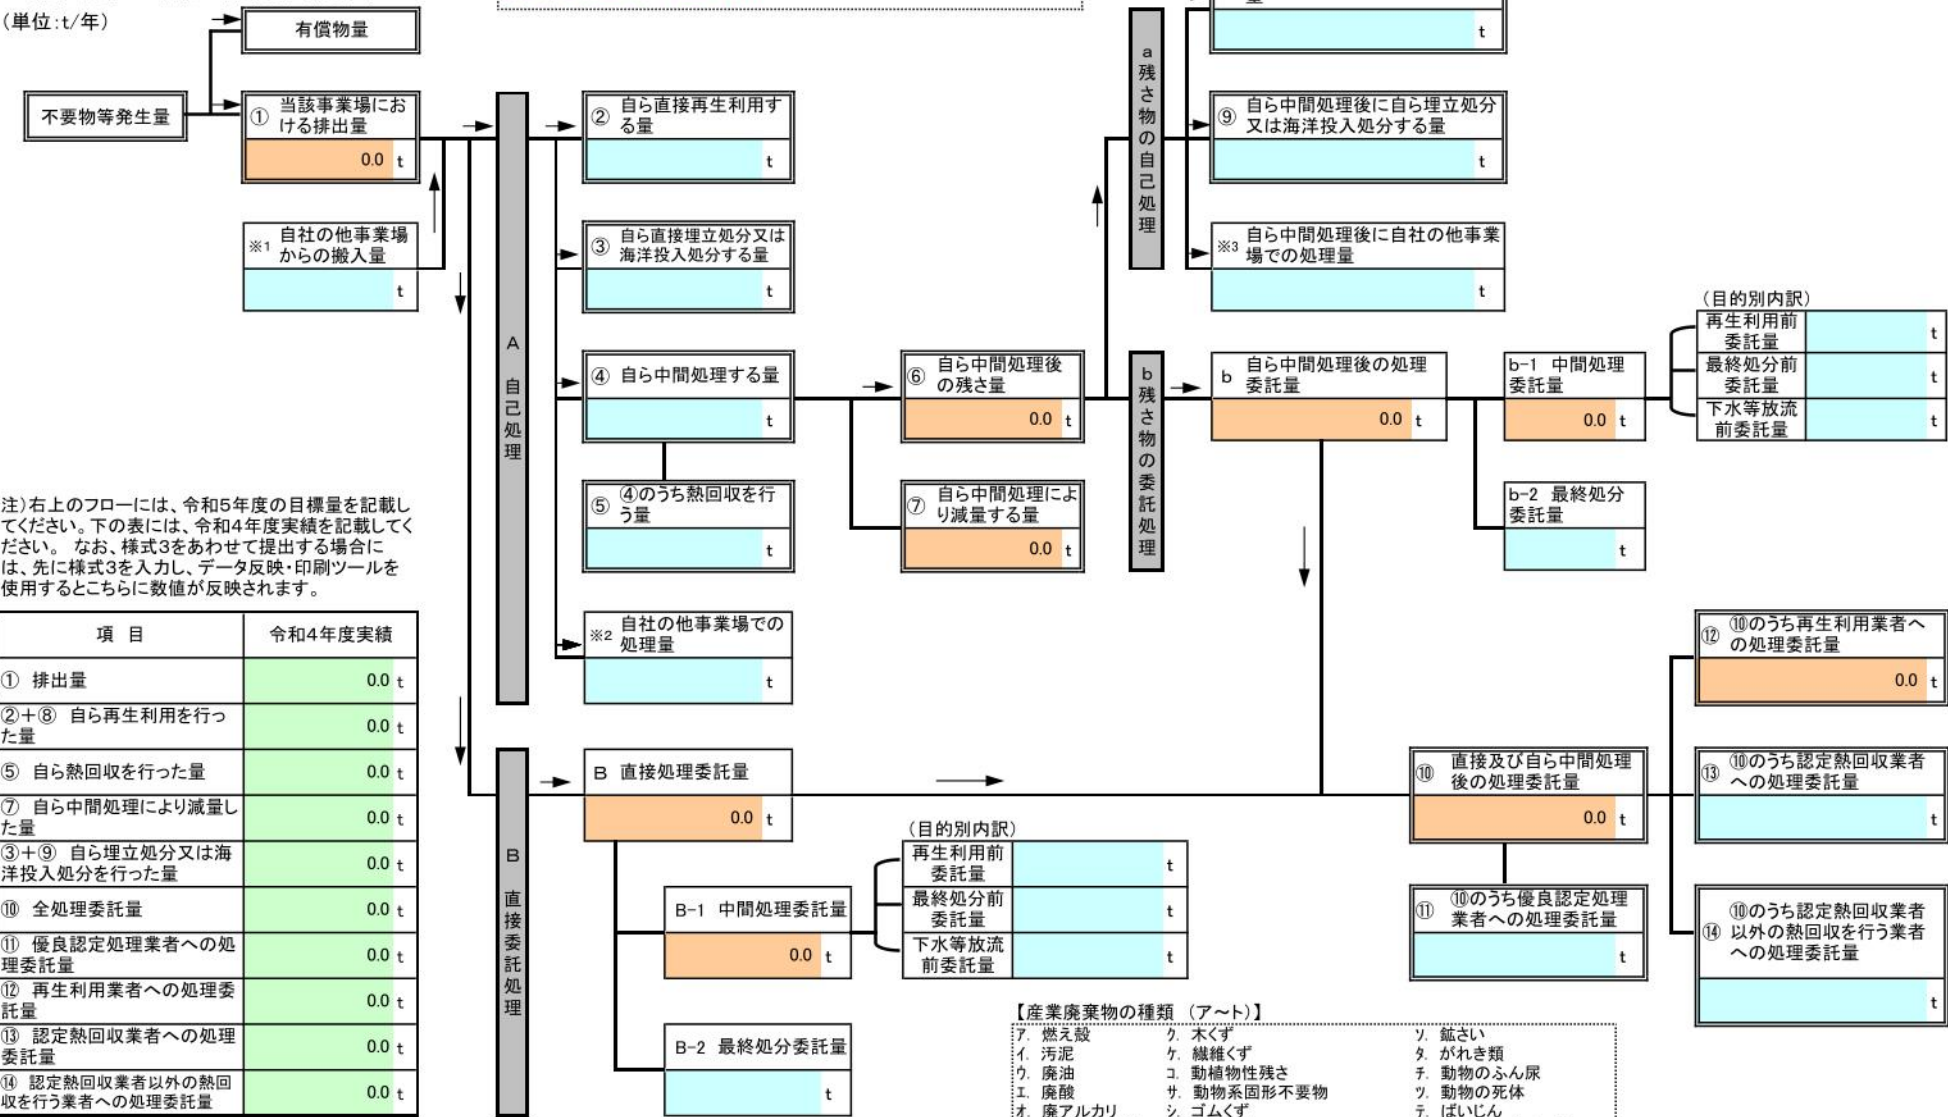 (単位:t/年)
有償物量
量
t
不要物等発生量
① 当該事業場にお
ける排出量
0.0 t
※1 自社の他事業場
からの搬入量
t
A 自己処理
② 自ら直接再生利用す
る量
t
③ 自ら直接埋立処分又は
海洋投入処分する量
t
④ 自ら中間処理する量
t
⑤ ④のうち熱回収を行
う量
t
※2 自社の他事業場での
処理量
t
⑥ 自ら中間処理後
の残さ量
0.0 t
⑦ 自ら中間処理によ
り減量する量
0.0 t
a 残さ物の自己処理
⑨ 自ら中間処理後に自ら埋立処分
又は海洋投入処分する量
t
※3 自ら中間処理後に自社の他事業
場での処理量
t
b 残さ物の委託処理
b 自ら中間処理後の処理
委託量
0.0 t
b-1 中間処理
委託量
0.0 t
b-2 最終処分
委託量
t
(目的別内訳)
再生利用前
委託量
t
最終処分前
委託量
t
下水等放流
前委託量
t
注)右上のフローには、令和5年度の目標量を記載し
てください。下の表には、令和4年度実績を記載してく
ださい。 なお、様式3をあわせて提出する場合に
は、先に様式3を入力し、データ反映・印刷ツールを
使用するとこちらに数値が反映されます。
項 目 令和4年度実績
① 排出量 0.0 t
②+⑧ 自ら再生利用を行っ
た量 0.0 t
⑤ 自ら熱回収を行った量 0.0 t
⑦ 自ら中間処理により減量し
た量 0.0 t
③+⑨ 自ら埋立処分又は海
洋投入処分を行った量 0.0 t
⑩ 全処理委託量 0.0 t
⑪ 優良認定処理業者への処
理委託量 0.0 t
⑫ 再生利用業者への処理委
託量 0.0 t
⑬ 認定熱回収業者への処理
委託量 0.0 t
⑭ 認定熱回収業者以外の熱回
収を行う業者への処理委託量 0.0 t
B 直接委託処理
B 直接処理委託量
0.0 t
B-1 中間処理委託量
0.0 t
B-2 最終処分委託量
t
(目的別内訳)
再生利用前
委託量
t
最終処分前
委託量
t
下水等放流
前委託量
t
⑩ 直接及び自ら中間処理
後の処理委託量
0.0 t
⑪ ⑩のうち優良認定処理
業者への処理委託量
t
⑫ ⑩のうち再生利用業者へ
の処理委託量
0.0 t
⑬ ⑩のうち認定熱回収業者
への処理委託量
t
⑭ ⑩のうち認定熱回収業者
以外の熱回収を行う業者
への処理委託量
t
【産業廃棄物の種類 (ア~ト)】
ア. 燃え殻 ク. 木くず ソ. 鉱さい
イ. 汚泥 ケ. 繊維くず タ. がれき類
ウ. 廃油 コ. 動植物性残さ チ. 動物のふん尿
エ. 廃酸 サ. 動物系固形不要物 ツ. 動物の死体
オ. 廃アルカリ シ. ゴムくず テ. ばいじん